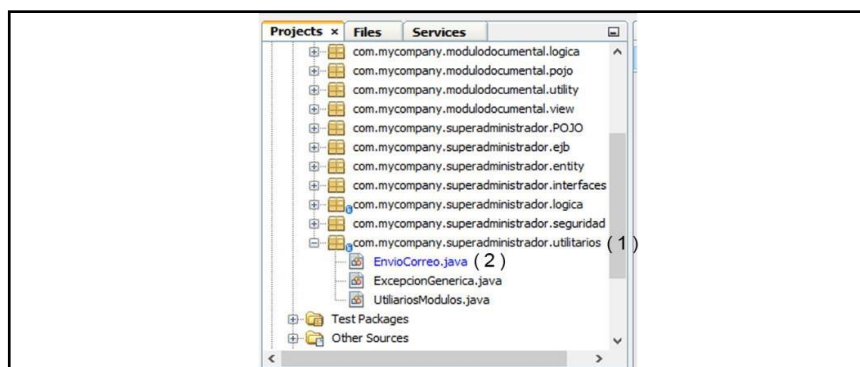 Projects × Files Services
com.mycompany.modulodocumental.logica
com.mycompany.modulodocumental.pojo
com.mycompany.modulodocumental.utility
com.mycompany.modulodocumental.view
com.mycompany.superadministrador.POJO
com.mycompany.superadministrador.ejb
com.mycompany.superadministrador.entity
com.mycompany.superadministrador.interfaces
com.mycompany.superadministrador.logica
com.mycompany.superadministrador.seguridad
com.mycompany.superadministrador.utilitarios (1)
EnvioCorreo.java (2)
ExcepcionGenerica.java
UtiliariosModulos.java
Test Packages
Other Sources